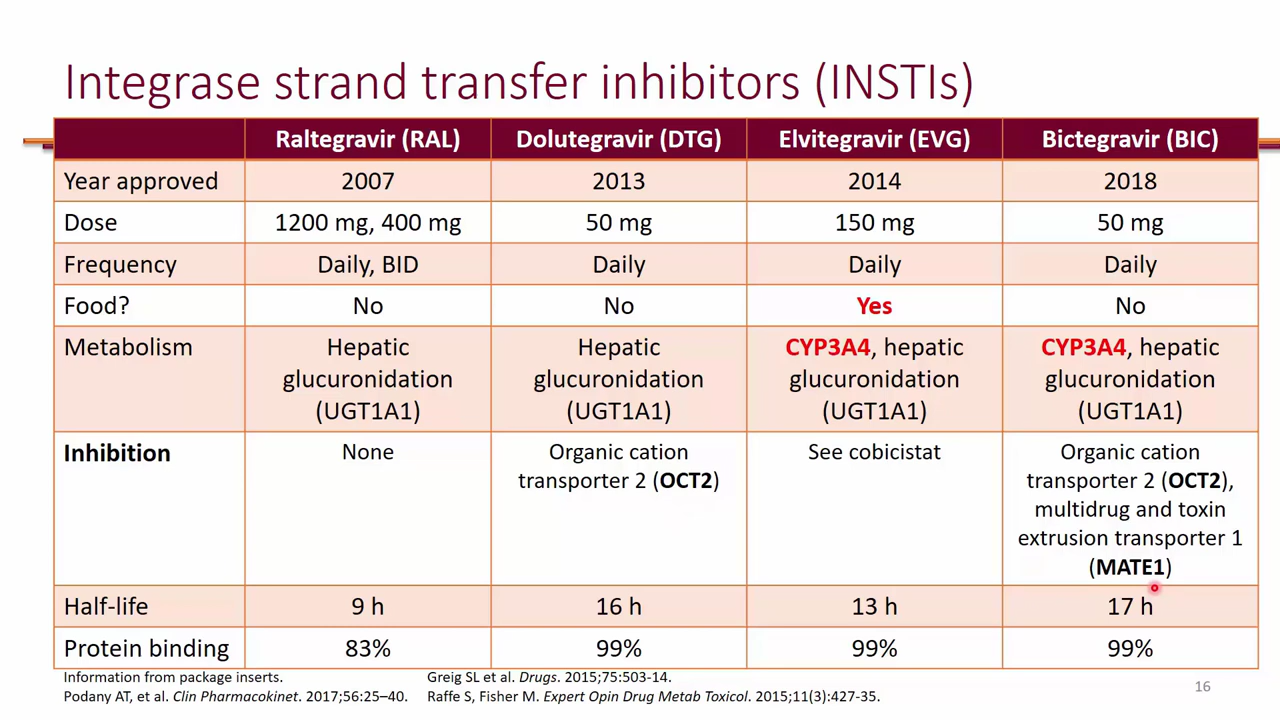 Integrase strand transfer inhibitors (INSTIs)
Raltegravir (RAL) Dolutegravir (DTG) Elvitegravir (EVG) Bictegravir (BIC)
Year approved 2007 2013 2014 2018
Dose 1200 mg, 400 mg 50 mg 150 mg 50 mg
Frequency Daily, BID Daily Daily Daily
Food? No No Yes No
Metabolism Hepatic Hepatic CYP3A4, hepatic CYP3A4, hepatic
glucuronidation glucuronidation glucuronidation glucuronidation
(UGT1A1) (UGT1A1) (UGT1A1) (UGT1A1)
Inhibition None Organic cation See cobicistat Organic cation
transporter 2 (OCT2) transporter 2 (OCT2),
multidrug and toxin
extrusion transporter 1
(MATE1)
Half-life 9 h 16 h 13 h 17 h
Protein binding 83% 99% 99% 99%
Information from package inserts. Greig SL et al. Drugs. 2015;75:503-14.
Podany AT, et al. Clin Pharmacokinet. 2017;56:25–40. Raffe S, Fisher M. Expert Opin Drug Metab Toxicol. 2015;11(3):427-35.
16